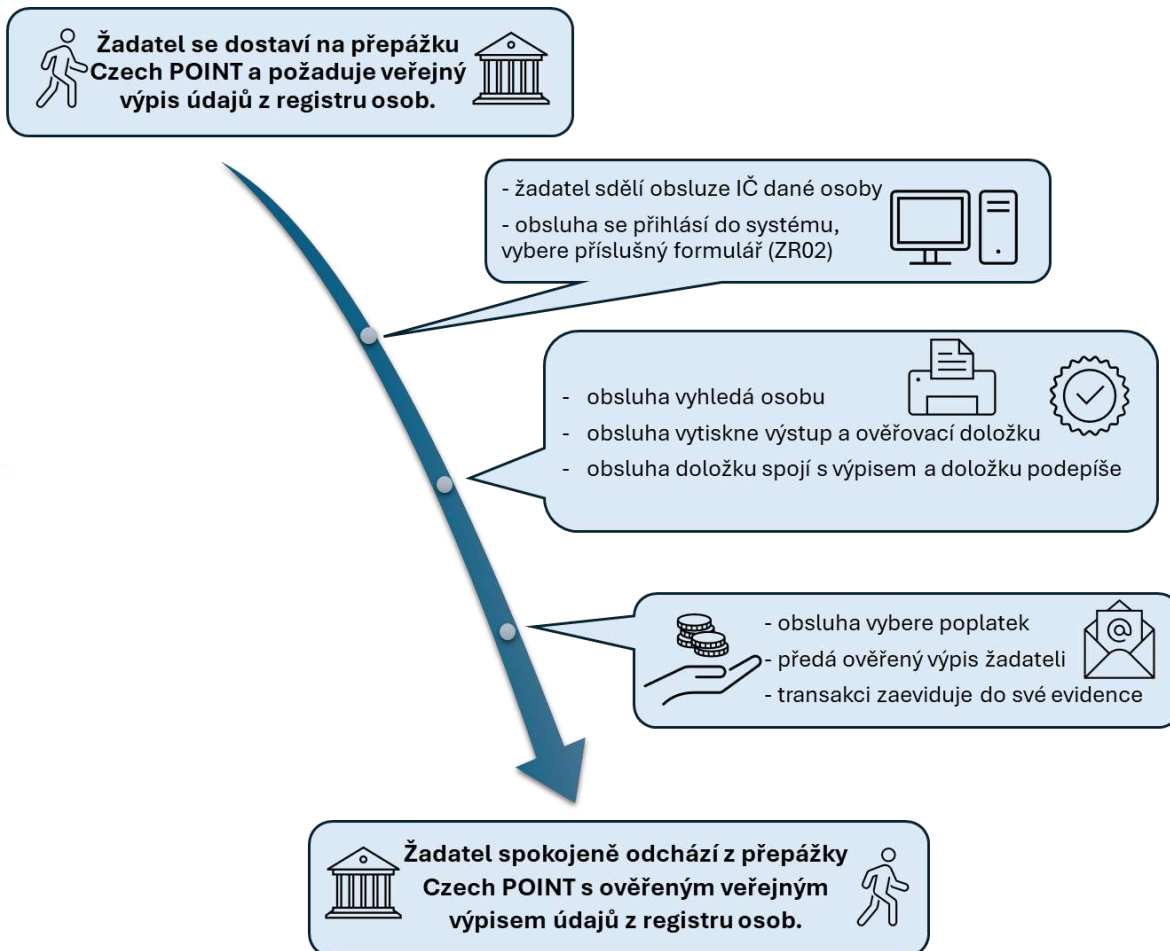 Žadatel se dostaví na přepážku
Czech POINT a požaduje veřejný
výpis údajů z registru osob.
- žadatel sdělí obsluze IČ dané osoby
- obsluha se přihlásí do systému,
vybere příslušný formulář (ZR02)
- obsluha vyhledá osobu
- obsluha vytiskne výstup a ověřovací doložku
- obsluha doložku spojí s výpisem a doložku podepíše
- obsluha vybere poplatek
- předá ověřený výpis žadateli
- transakci zaeviduje do své evidence
@
Žadatel spokojeně odchází z přepážky
Czech POINT s ověřeným veřejným
výpisem údajů z registru osob.